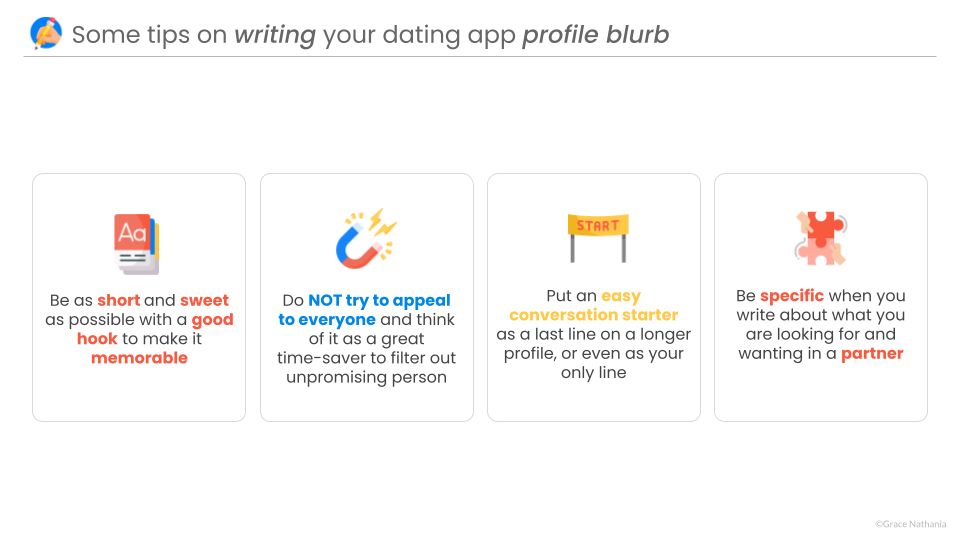 Some tips on writing your dating app profile blurb
Aa
Be as short and sweet
as possible with a good
hook to make it
memorable
Do NOT try to appeal
to everyone and think
of it as a great
time-saver to filter out
unpromising person
START
Put an easy
conversation starter
as a last line on a longer
profile, or even as your
only line
Be specific when you
write about what you
are looking for and
wanting in a partner
©Grace Nathania